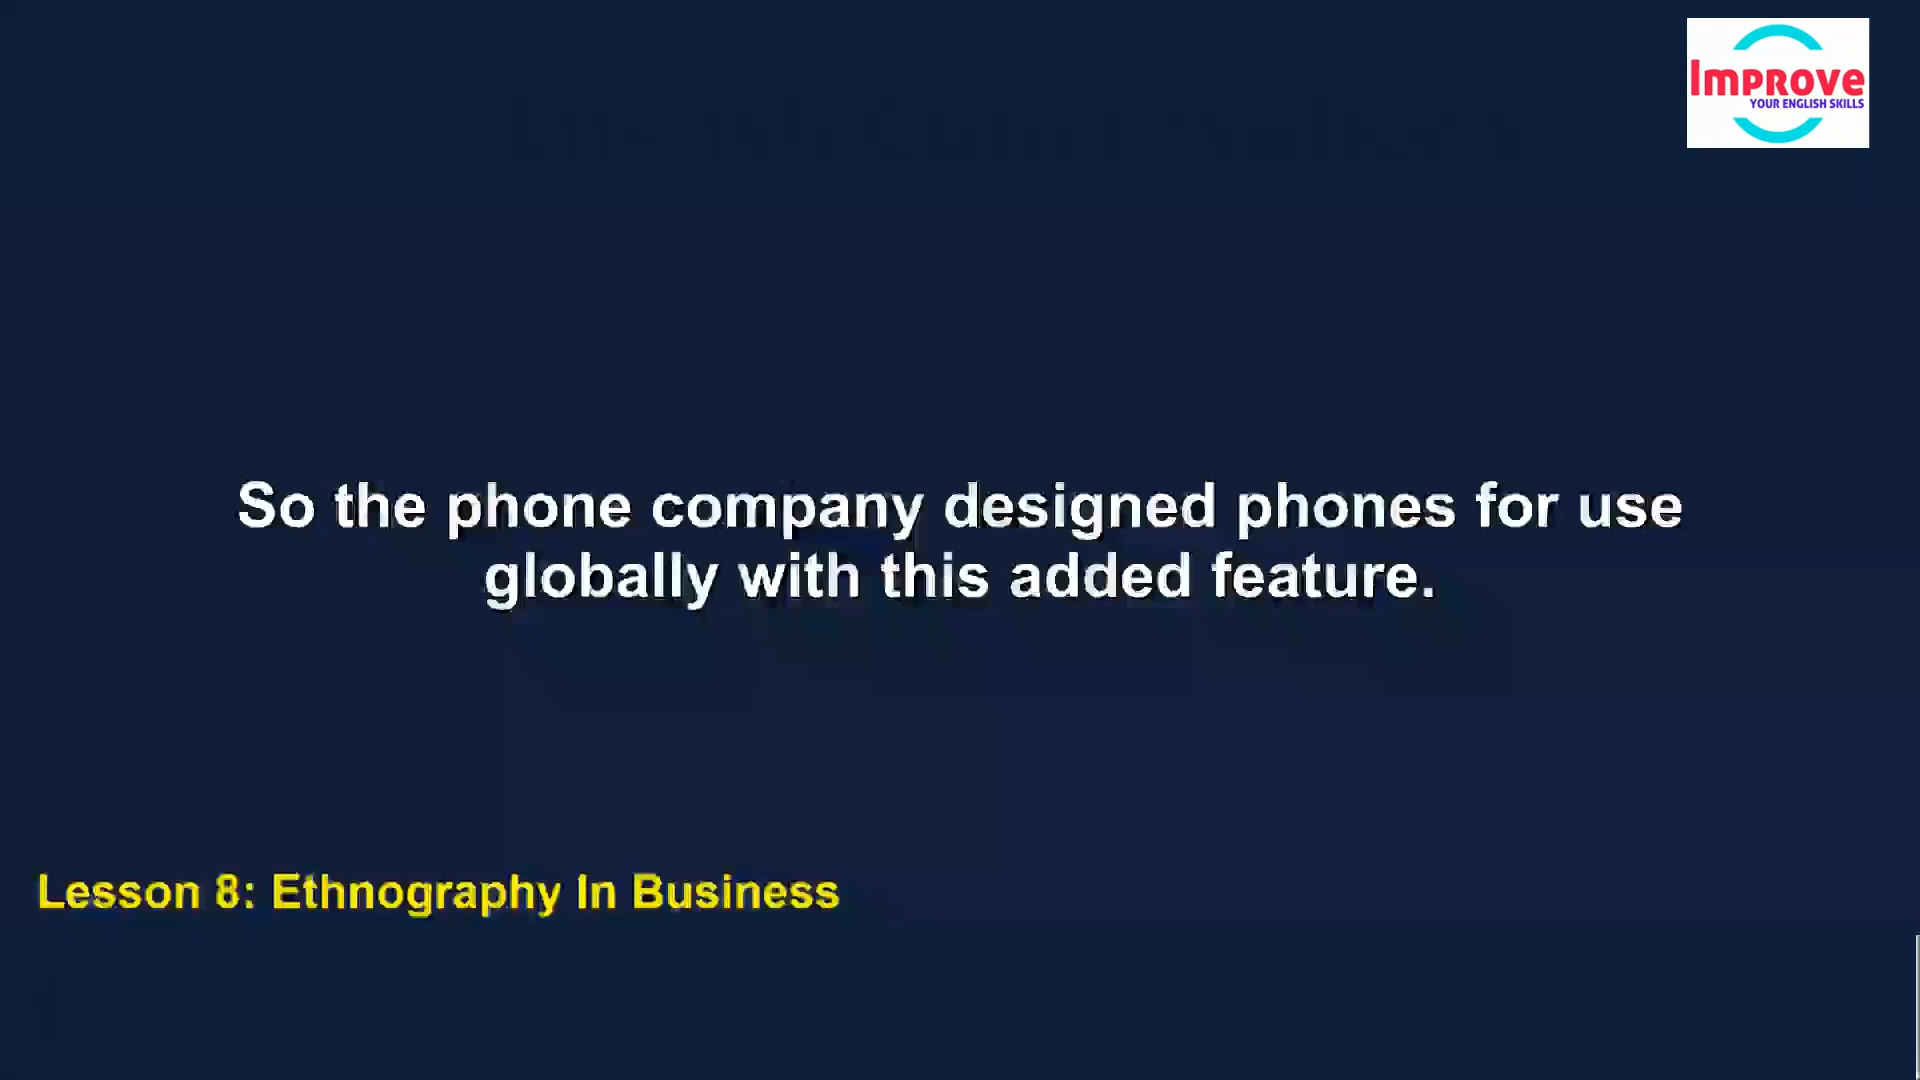 Improve
YOUR ENGLISH SKILLS
So the phone company designed phones for use
globally with this added feature.
Lesson 8: Ethnography In Business